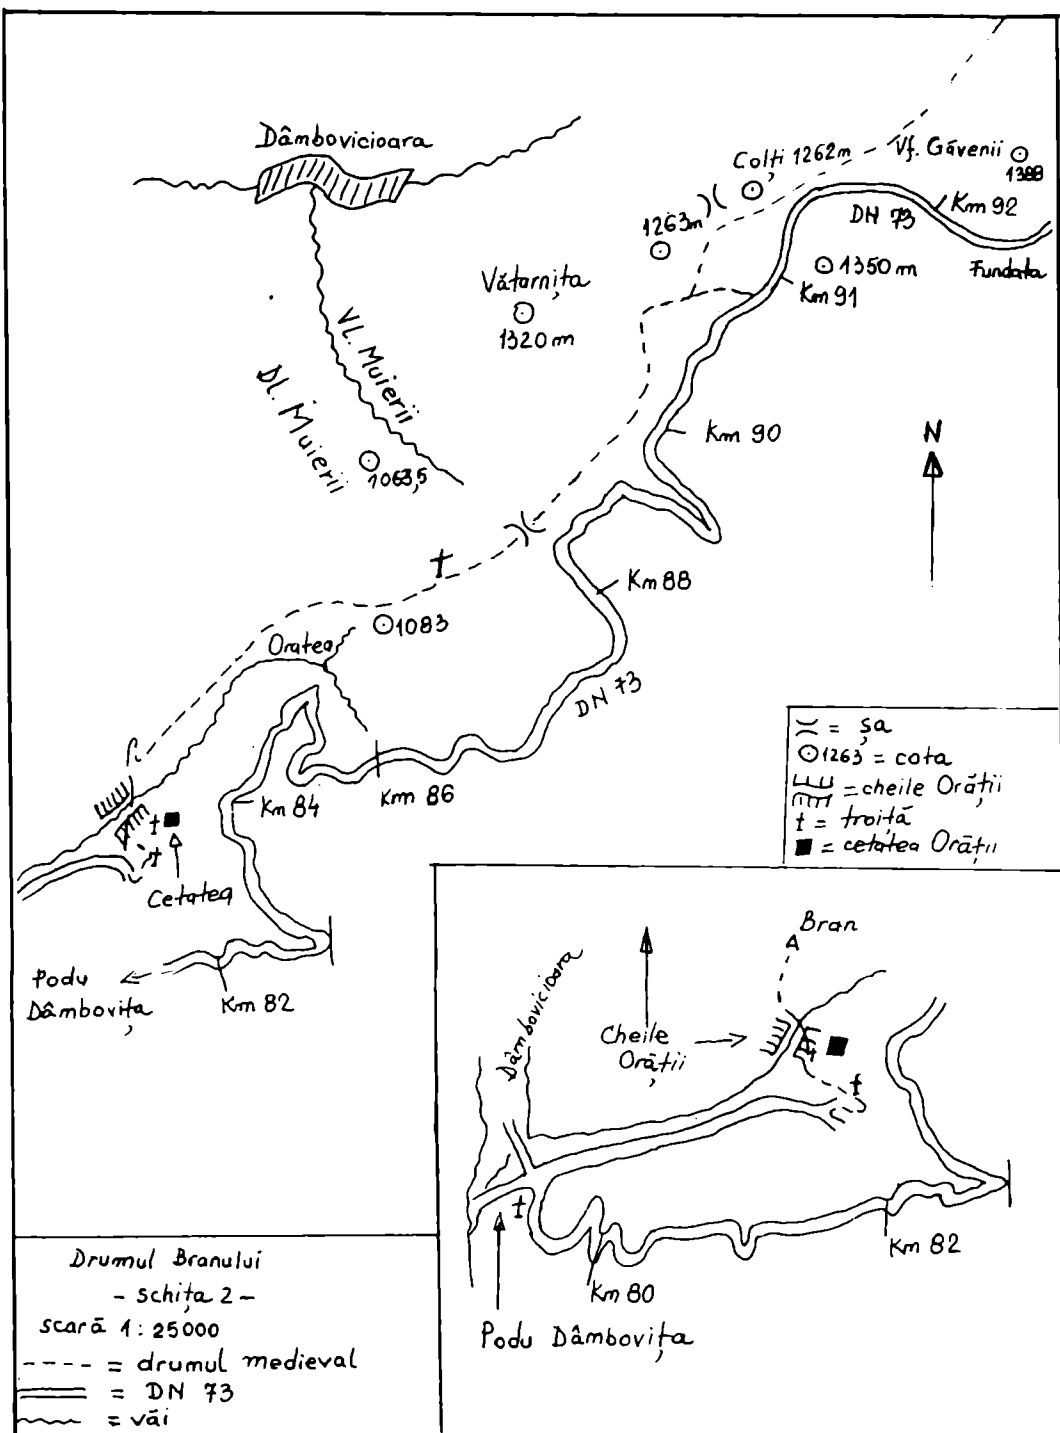 Dâmbovicioara
Colți 1262m
Vf. Găvenii
1388
1263m
DN 73
Km 92
Vătarnița
1320 m
1350 m
Fundata
Km 91
Vl. Muierii
Dl. Muierii
1063,5
Km 90
N
Km 88
1083
Oratea
DN 73
Km 84
Km 86
Cetatea
Podu
Dâmbovița
Km 82
= șa
1263 = cota
= cheile Orății
† = troiță
= cetatea Orății
Bran
Dâmbovicioara
Cheile
Orății
Km 82
Km 80
Podu Dâmbovița
Drumul Branului
- schița 2 -
scară 1 : 25000
---- = drumul medieval
= DN 73
= văi